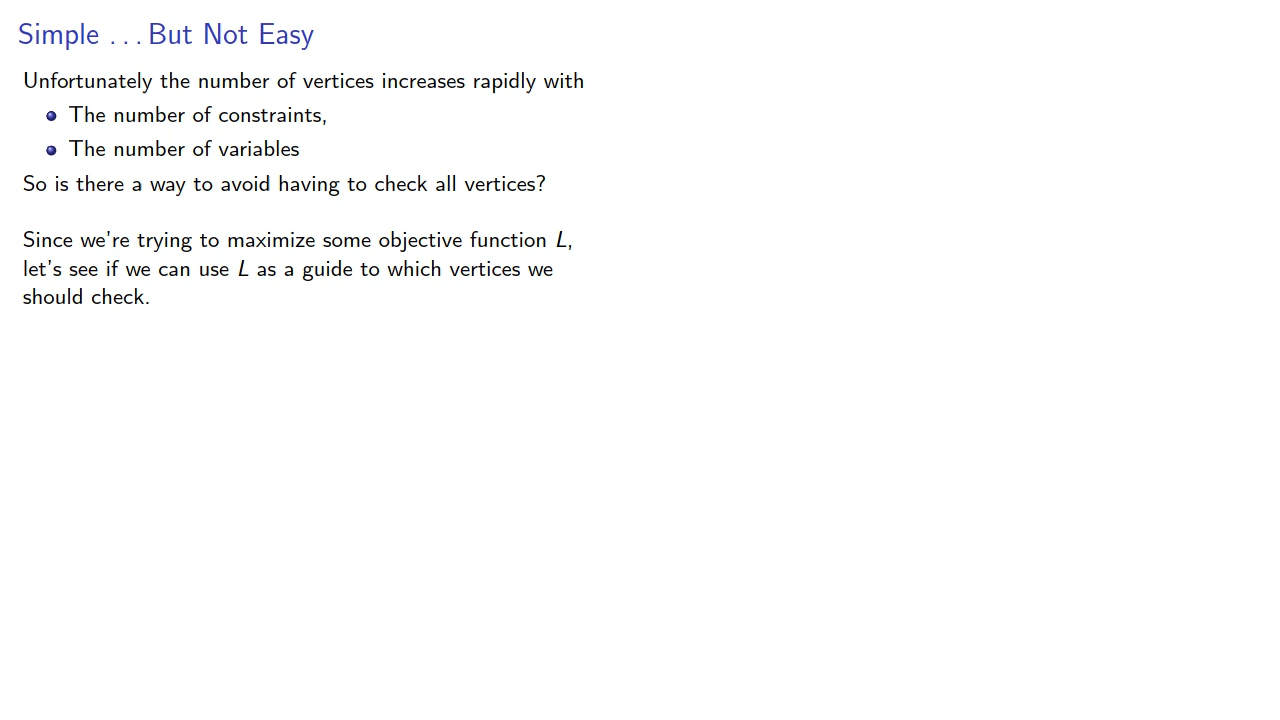 Simple ... But Not Easy
Unfortunately the number of vertices increases rapidly with
The number of constraints,
The number of variables
So is there a way to avoid having to check all vertices?
Since we're trying to maximize some objective function L,
let's see if we can use L as a guide to which vertices we
should check.